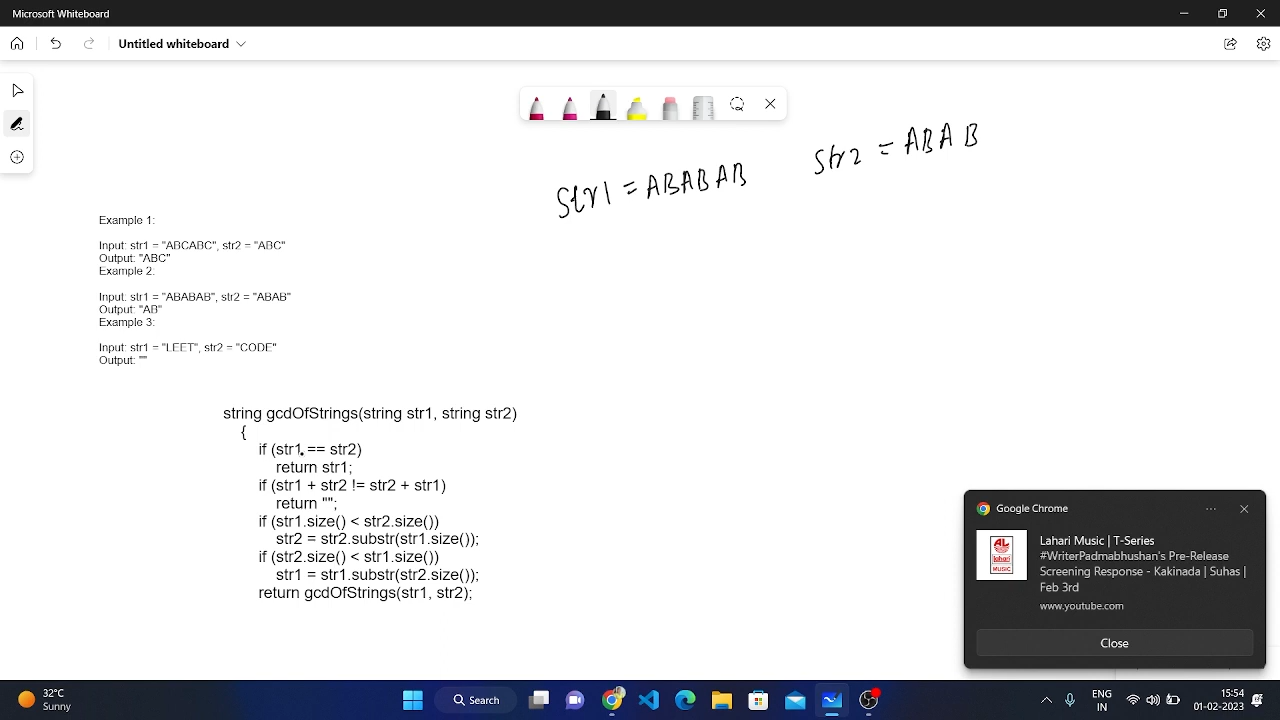 Microsoft Whiteboard
Untitled whiteboard
str1 = ABABAB
str2 = ABAB
Example 1:
Input: str1 = "ABCABC", str2 = "ABC"
Output: "ABC"
Example 2:
Input: str1 = "ABABAB", str2 = "ABAB"
Output: "AB"
Example 3:
Input: str1 = "LEET", str2 = "CODE"
Output: ""
string gcdOfStrings(string str1, string str2)
{
if (str1 == str2)
return str1;
if (str1 + str2 != str2 + str1)
return "";
if (str1.size() < str2.size())
str2 = str2.substr(str1.size());
if (str2.size() < str1.size())
str1 = str1.substr(str2.size());
return gcdOfStrings(str1, str2);
Google Chrome
Lahari Music | T-Series
#WriterPadmabhushan's Pre-Release
Screening Response - Kakinada | Suhas |
Feb 3rd
www.youtube.com
AL
lahari
MUSIC
Close
32°C
Sunny
Search
ENG
IN
15:54
01-02-2023